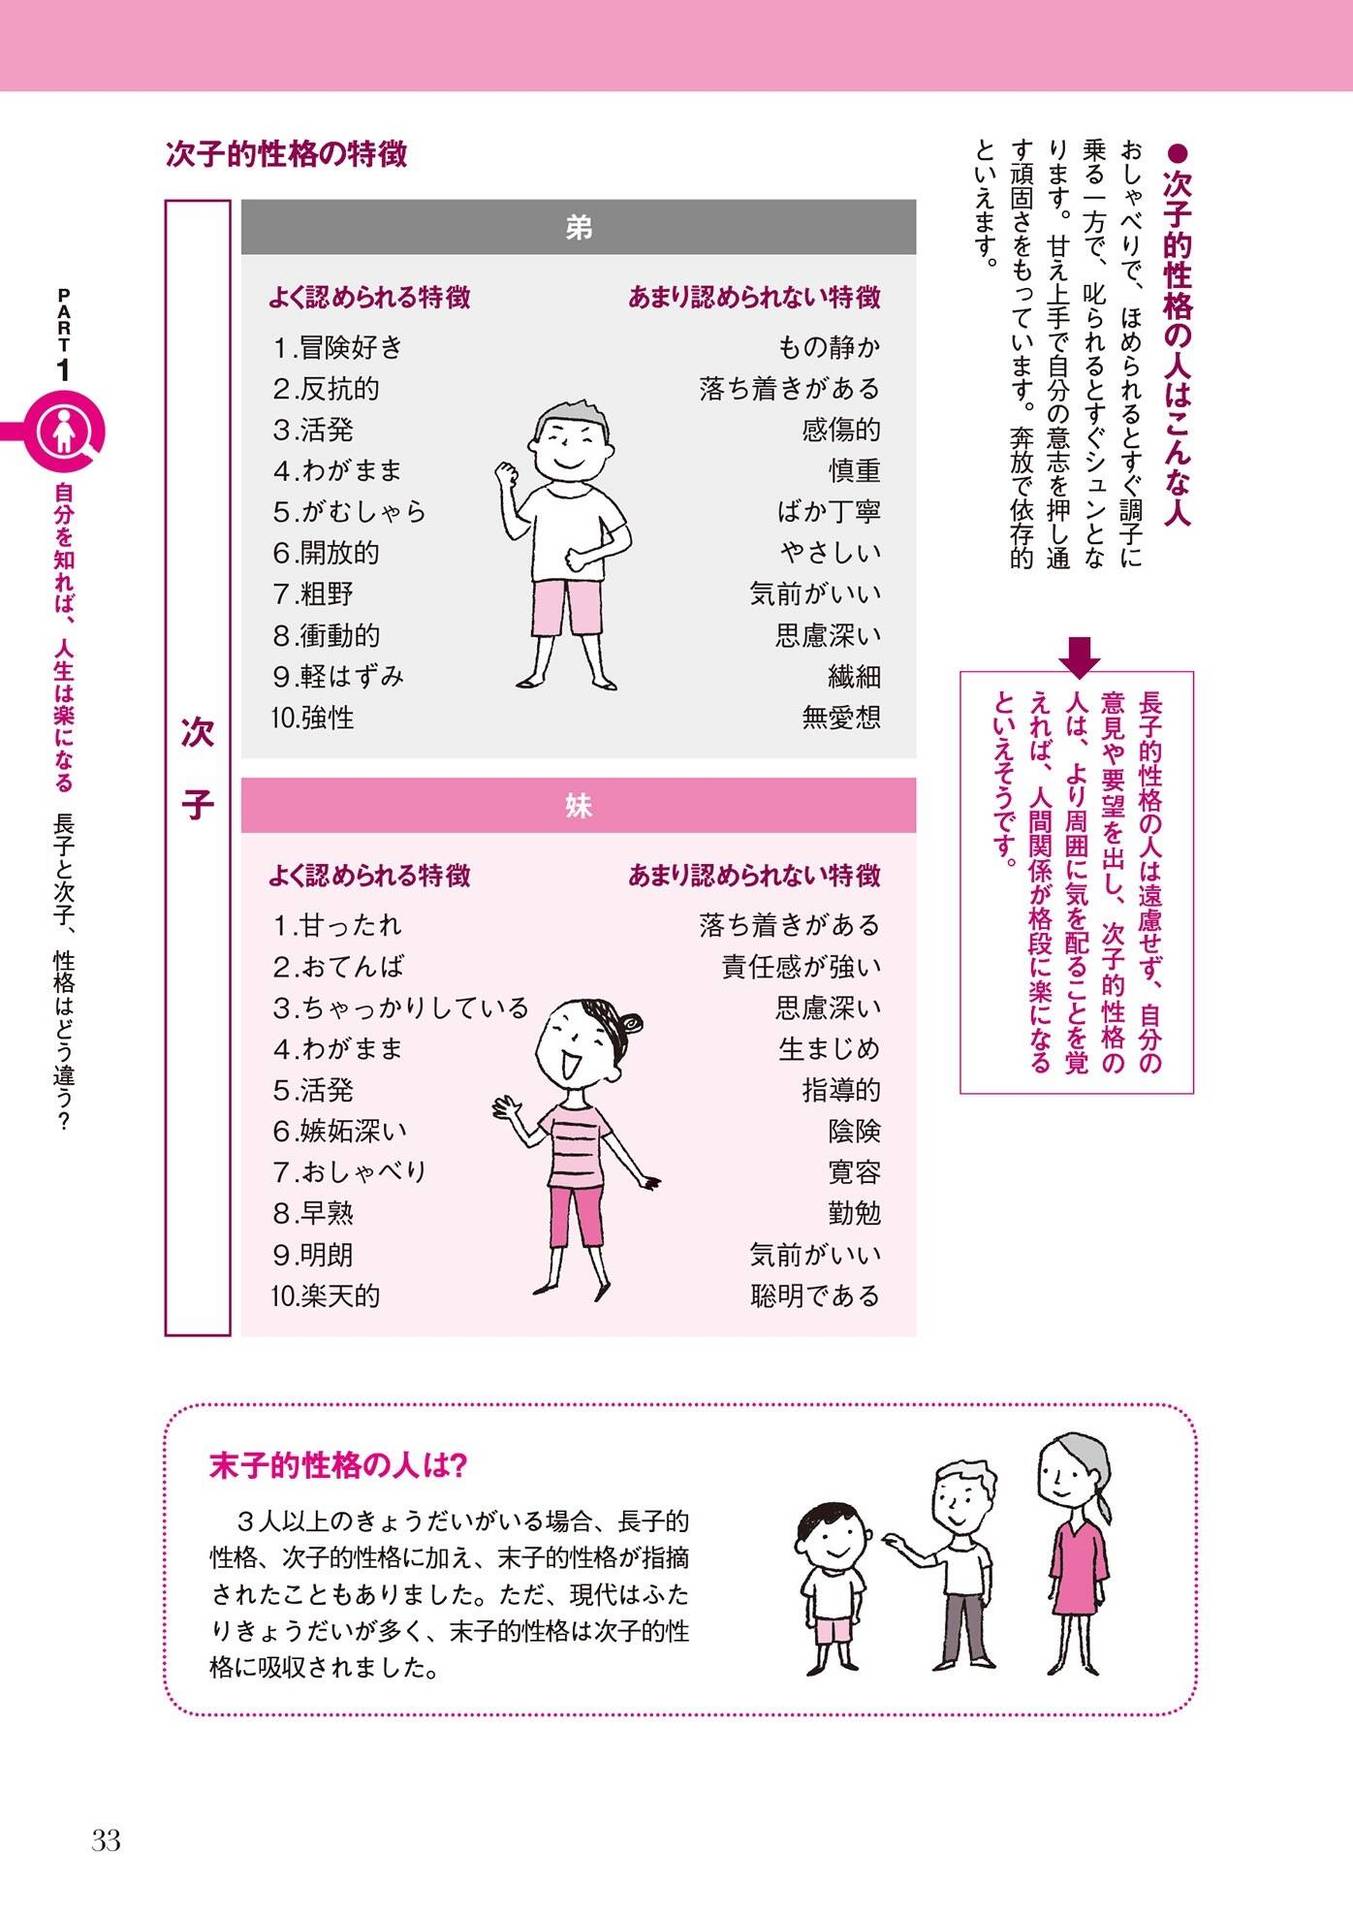 ●次子的性格の人はこんな人
おしゃべりで、ほめられるとすぐ調子に
乗る一方で、叱られるとすぐシュンとな
ります。甘え上手で自分の意志を押し通
す頑固さをもっています。奔放で依存的
といえます。
長子的性格の人は遠慮せず、自分の
意見や要望を出し、次子的性格の
人は、より周囲に気を配ることを覚
えれば、人間関係が格段に楽になる
といえそうです。
次子的性格の特徴
次子
弟
よく認められる特徴 あまり認められない特徴
1.冒険好き もの静か
2.反抗的 落ち着きがある
3.活発 感傷的
4.わがまま 慎重
5.がむしゃら ばか丁寧
6.開放的 やさしい
7.粗野 気前がいい
8.衝動的 思慮深い
9.軽はずみ 繊細
10.強性 無愛想
妹
よく認められる特徴 あまり認められない特徴
1.甘ったれ 落ち着きがある
2.おてんば 責任感が強い
3.ちゃっかりしている 思慮深い
4.わがまま 生まじめ
5.活発 指導的
6.嫉妬深い 陰険
7.おしゃべり 寛容
8.早熟 勤勉
9.明朗 気前がいい
10.楽天的 聡明である
末子的性格の人は?
3人以上のきょうだいがいる場合、長子的
性格、次子的性格に加え、末子的性格が指摘
されたこともありました。ただ、現代はふた
りきょうだいが多く、末子的性格は次子的性
格に吸収されました。
PART 1
自分を知れば、人生は楽になる 長子と次子、性格はどう違う?
33